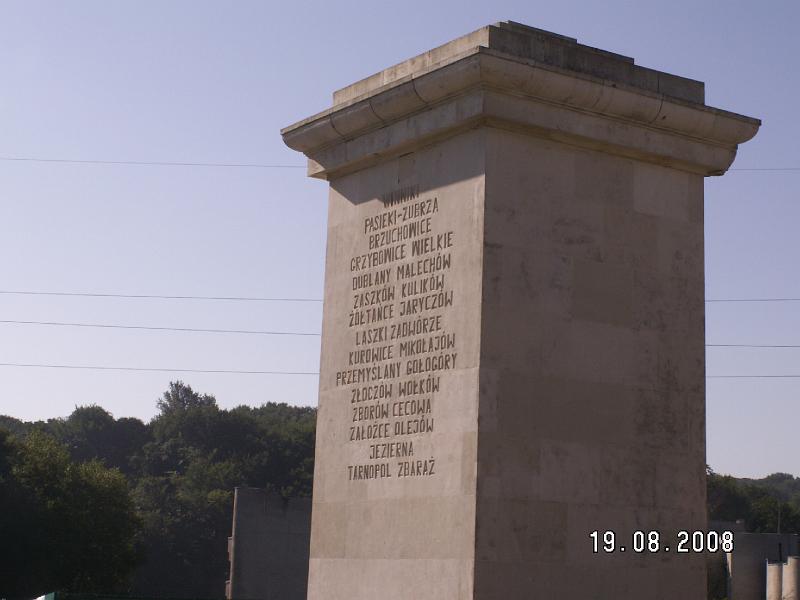 WINNIKI
PASIEKI-ZUBRZA
BRZUCHOWICE
GRZYBOWICE WIELKIE
DUBLANY MALECHÓW
ZASZKÓW KULIKÓW
ŻÓŁTAŃCE JARYCZÓW
LASZKI ZADWÓRZE
KUROWICE MIKOŁAJÓW
PRZEMYŚLANY GOŁOGÓRY
ZŁOCZÓW WOŁKÓW
ZBORÓW CECOWA
ZAŁOŹCE OLEJÓW
JEZIERNA
TARNOPOL ZBARAŻ
19.08.2008